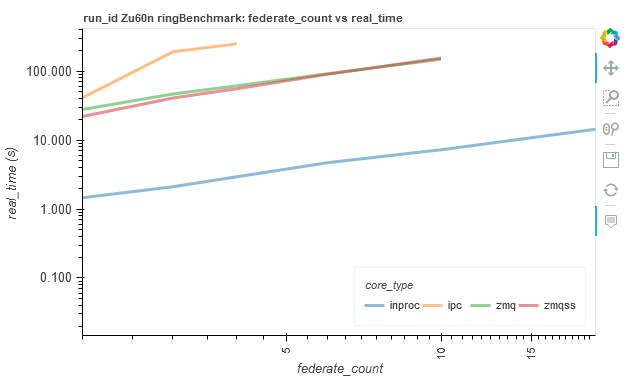 run_id Zu60n ringBenchmark: federate_count vs real_time
100.000
10.000
1.000
0.100
real_time (s)
core_type
inproc ipc zmq zmqss
5 10 15
federate_count